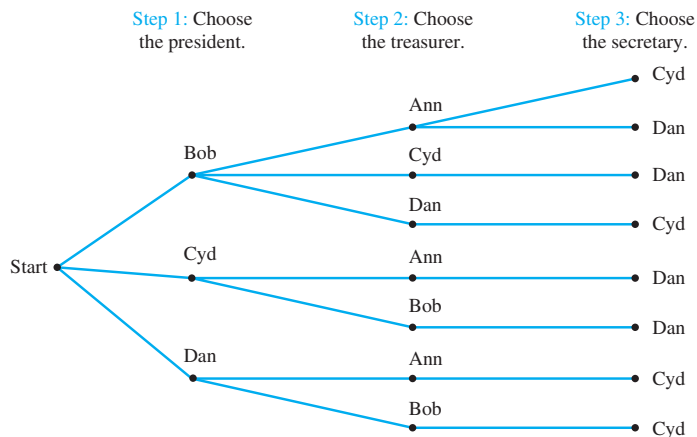 Step 1: Choose
the president.
Step 2: Choose
the treasurer.
Step 3: Choose
the secretary.
Cyd
Ann
Dan
Bob
Cyd
Dan
Dan
Cyd
Start
Cyd
Ann
Dan
Bob
Dan
Dan
Ann
Cyd
Bob
Cyd